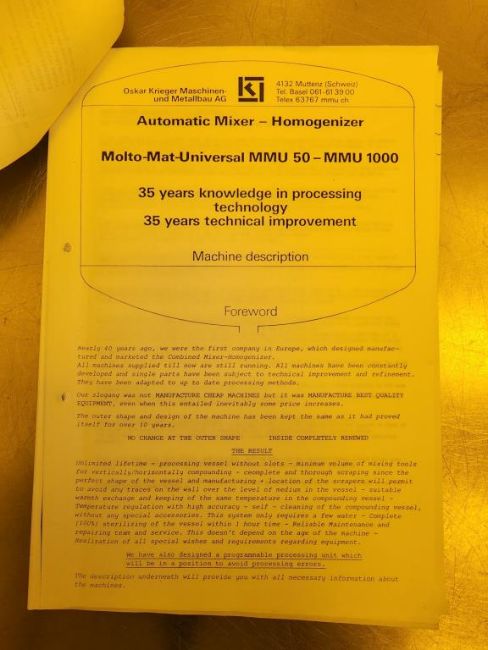 Oskar Krieger Maschinen-
und Metallbau AG
4132 Muttenz (Schweiz)
Tel. Basel 061-61 39 00
Telex 63767 mmu ch
Automatic Mixer – Homogenizer
Molto-Mat-Universal MMU 50 – MMU 1000
35 years knowledge in processing
technology
35 years technical improvement
Machine description
Foreword
Nearly 40 years ago, we were the first company in Europe, which designed manufac-
tured and marketed the Combined Mixer-Homogenizer.
All machines supplied till now are still running. All machines have been constantly
developed and single parts have been subject to technical improvement and refinement.
They have been adapted up to date processing methods.
Our slogang was not MANUFACTURE CHEAP MACHINES but it was MANUFACTURE BEST QUALITY
EQUIPMENT, even when this entailed inevitably some price increases.
The outer shape and design of the machine has been kept the same as it had proved
itself for over 10 years.
NO CHANGE AT THE OUTER SHAPE INSIDE COMPLETELY RENEWED
THE RESULT
Unlimited lifetime - processing vessel without slots - minimum volume of mixing tools
for vertically/horizontally compounding - complete and thorough scraping since the
perfect shape of the vessel and manufacturing + location of the scrapers will permit
to avoid any traces on the wall over the level of medium in the vessel - suitable
warmth exchange and keeping of the same temperature in the compounding vessel -
Temperature regulation with high accuracy - self - cleaning of the compounding vessel,
without any special accessories. This system only requires a few water - Complete
(100%) sterilizing of the vessel within 1 hour time - Reliable Maintenance and
repairing team and service. This doesn't depend on the age of the machine -
Realisation of all special wishes and requirements regarding equipment.
We have also designed a programmable processing unit which
will be in a position to avoid processing errors.
The description underneath will provide you with all necessary information about
the machines.